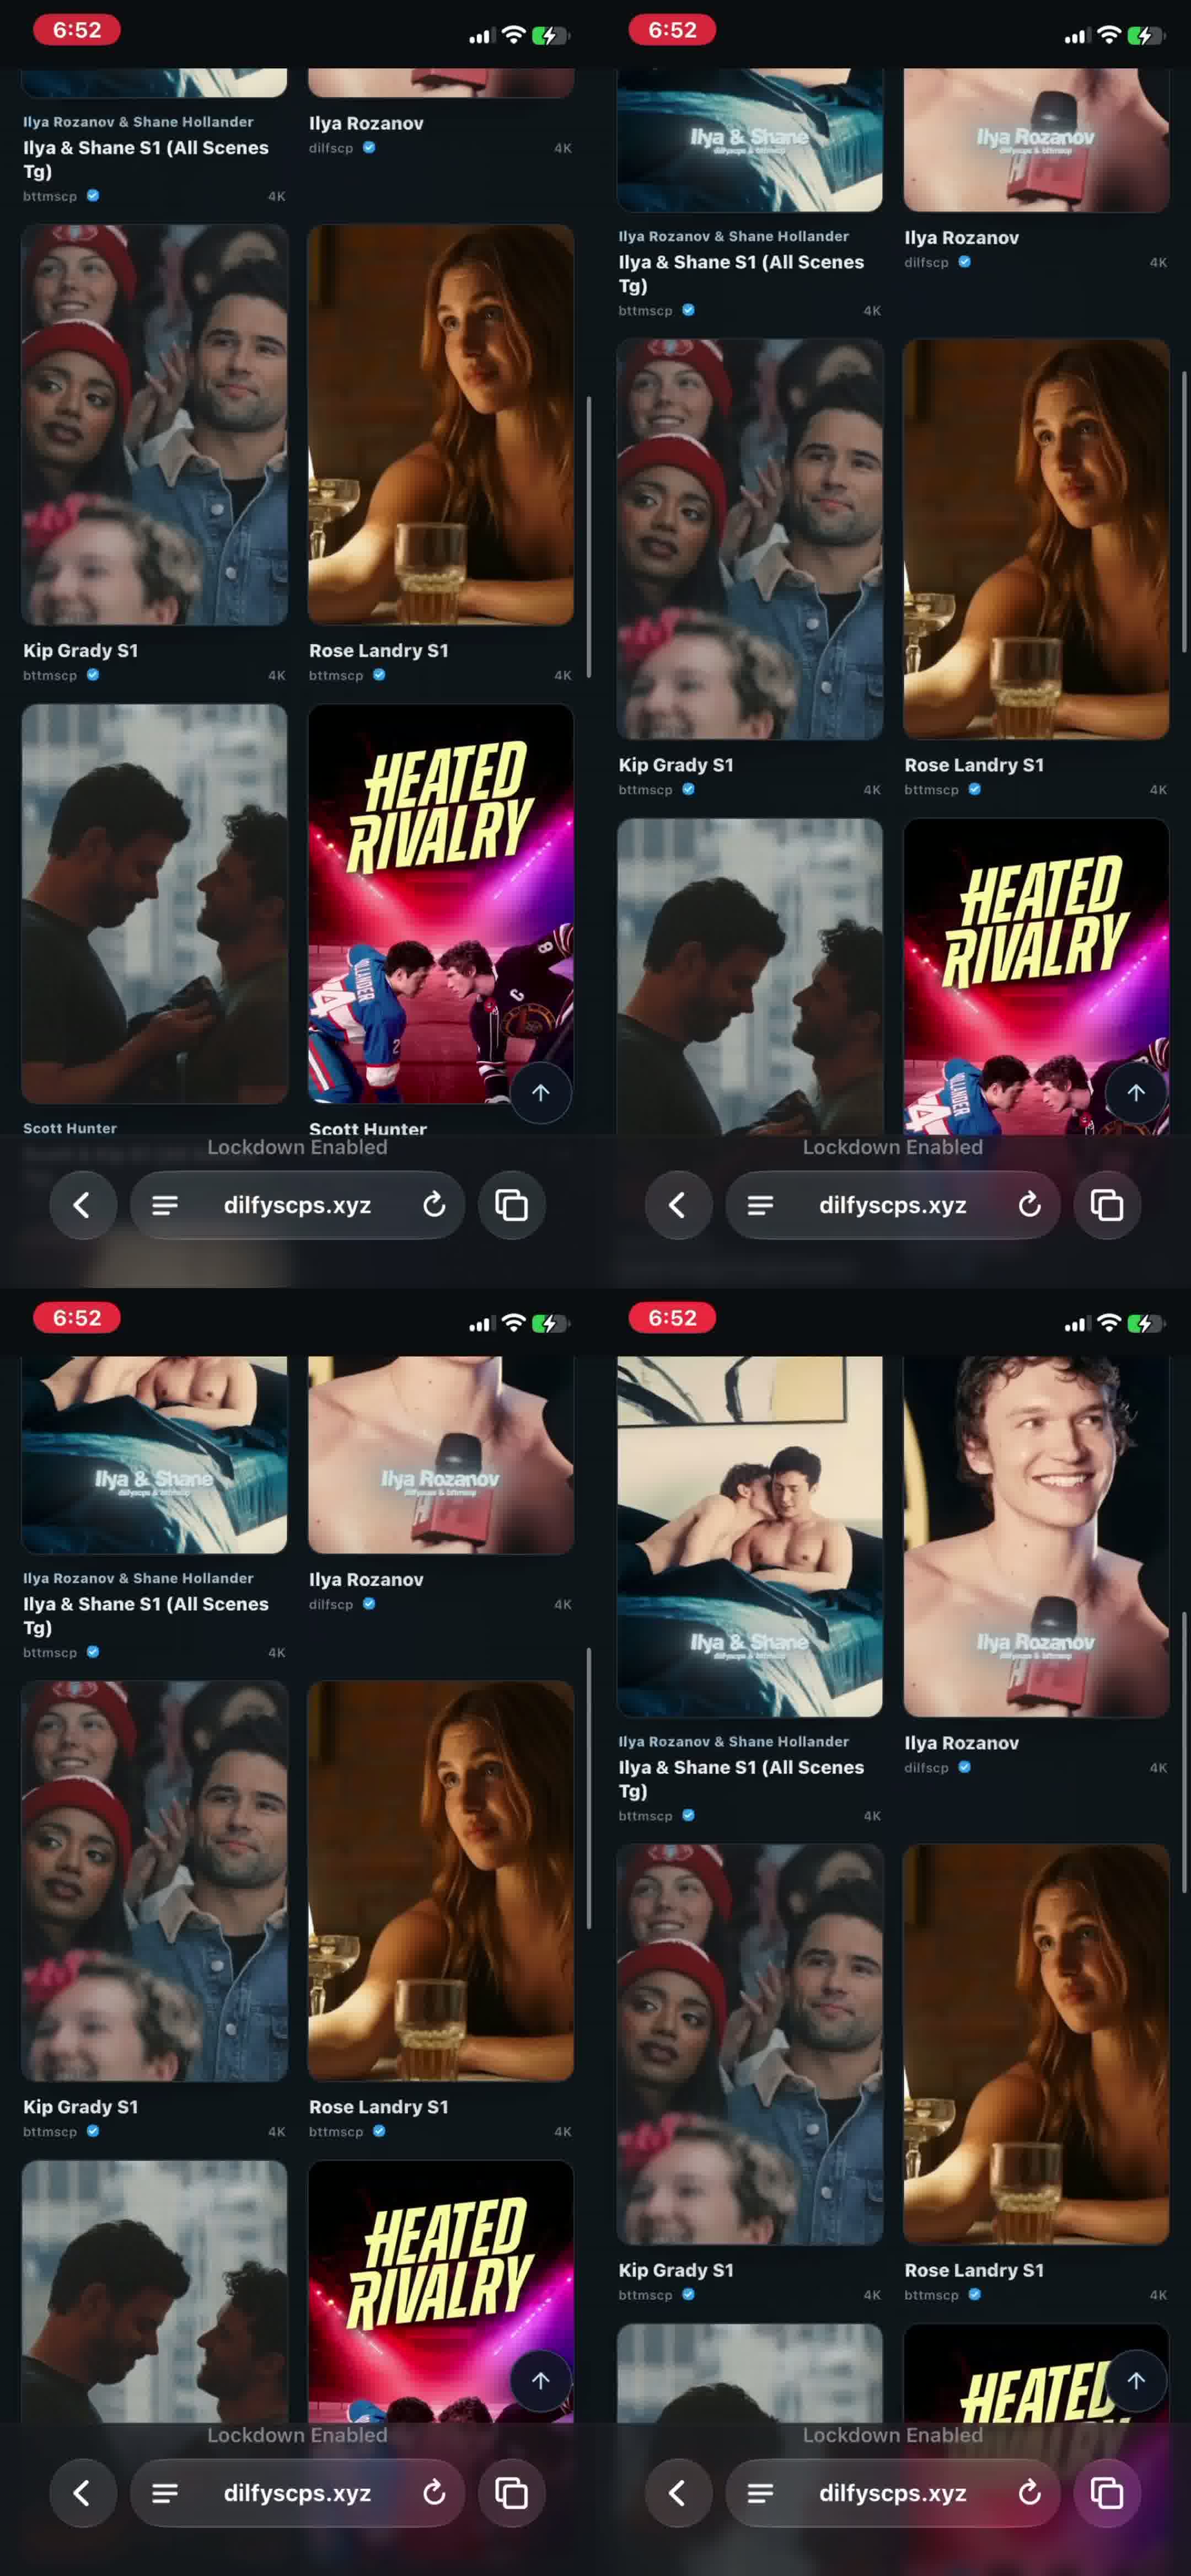 6:52
Ilya Rozanov & Shane Hollander
Ilya & Shane S1 (All Scenes
Tg)
bttmscp
4K
Ilya Rozanov
dilfscp
4K
Kip Grady S1
bttmscp
4K
Rose Landry S1
bttmscp
4K
HEATED
RIVALRY
HOLLANDER
24
2
8
C
Scott Hunter
Scott Hunter
Lockdown Enabled
dilfyscps.xyz
6:52
Ilya & Shane
Ilya Rozanov
Ilya Rozanov & Shane Hollander
Ilya & Shane S1 (All Scenes
Tg)
bttmscp
4K
Ilya Rozanov
dilfscp
4K
Kip Grady S1
bttmscp
4K
Rose Landry S1
bttmscp
4K
HEATED
RIVALRY
HOLLANDER
24
Lockdown Enabled
dilfyscps.xyz
6:52
Ilya & Shane
Ilya Rozanov
Ilya Rozanov & Shane Hollander
Ilya & Shane S1 (All Scenes
Tg)
bttmscp
4K
Ilya Rozanov
dilfscp
4K
Kip Grady S1
bttmscp
4K
Rose Landry S1
bttmscp
4K
HEATED
RIVALRY
Lockdown Enabled
dilfyscps.xyz
6:52
Ilya & Shane
Ilya Rozanov
Ilya Rozanov & Shane Hollander
Ilya & Shane S1 (All Scenes
Tg)
bttmscp
4K
Ilya Rozanov
dilfscp
4K
Kip Grady S1
bttmscp
4K
Rose Landry S1
bttmscp
4K
HEATED
Lockdown Enabled
dilfyscps.xyz